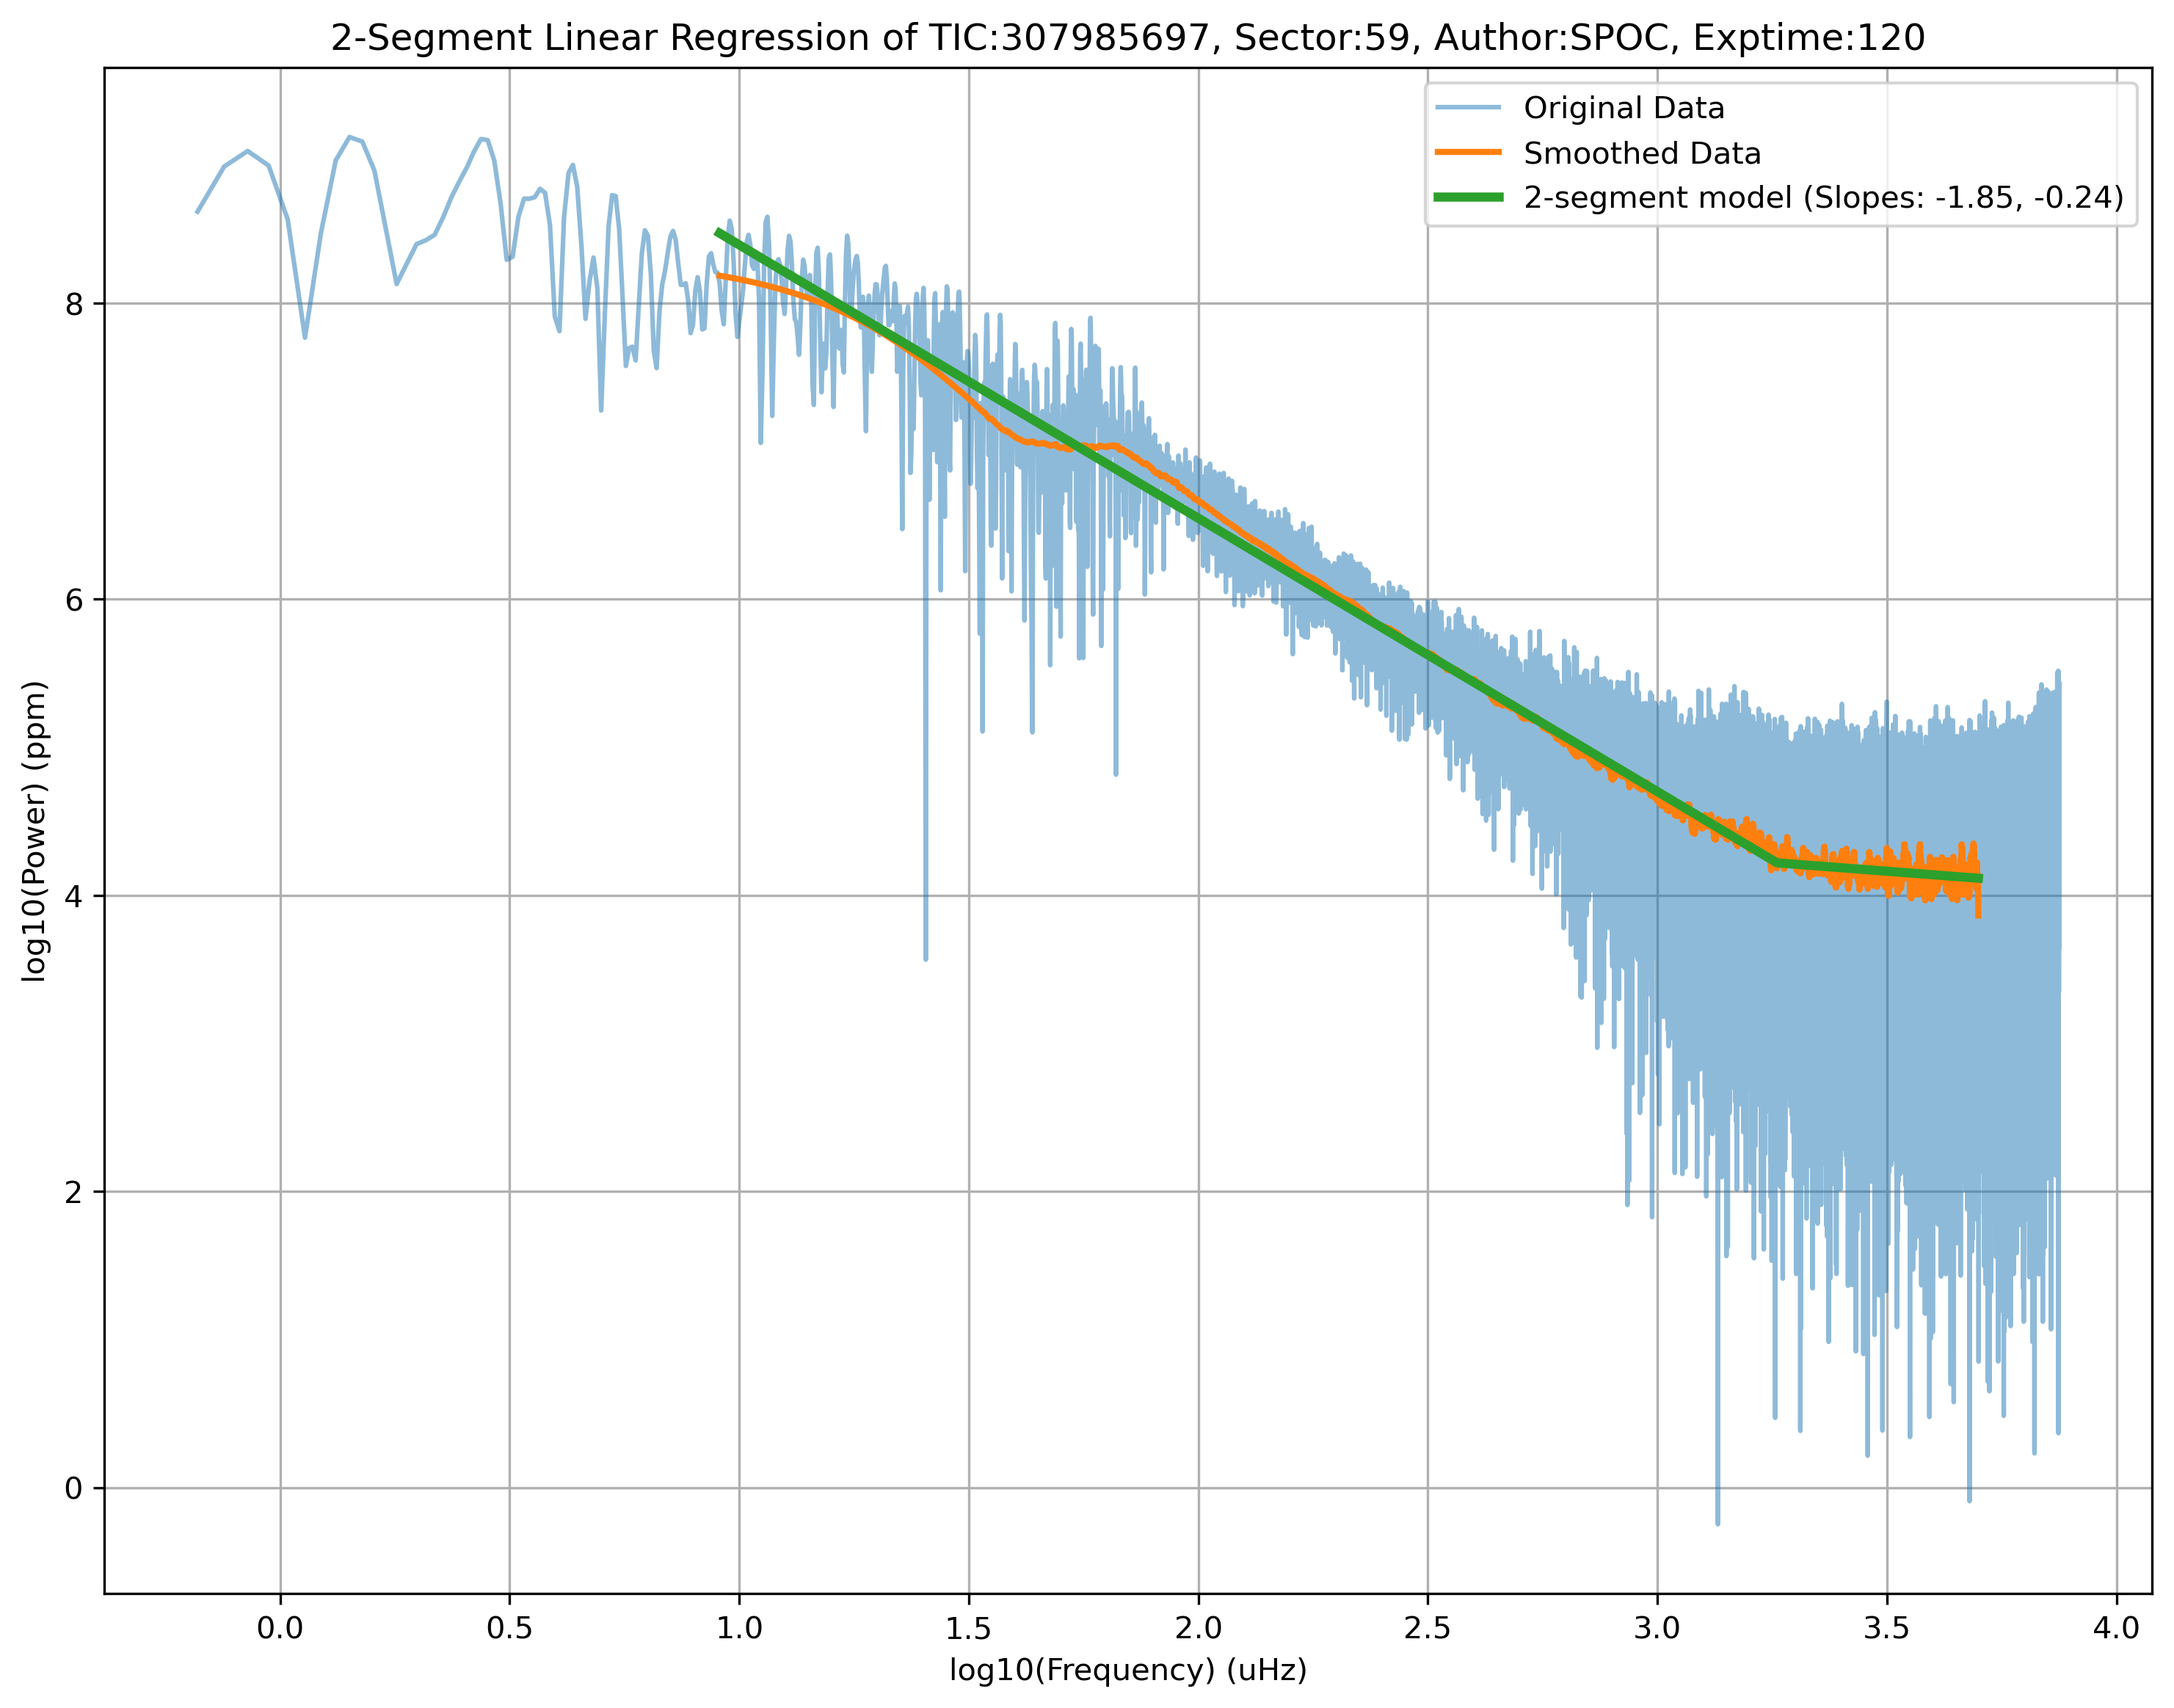 2-Segment Linear Regression of TIC:307985697, Sector:59, Author:SPOC, Exptime:120
Original Data
Smoothed Data
2-segment model (Slopes: -1.85, -0.24)
log10(Power) (ppm)
8
6
4
2
0
0.0 0.5 1.0 1.5 2.0 2.5 3.0 3.5 4.0
log10(Frequency) (uHz)